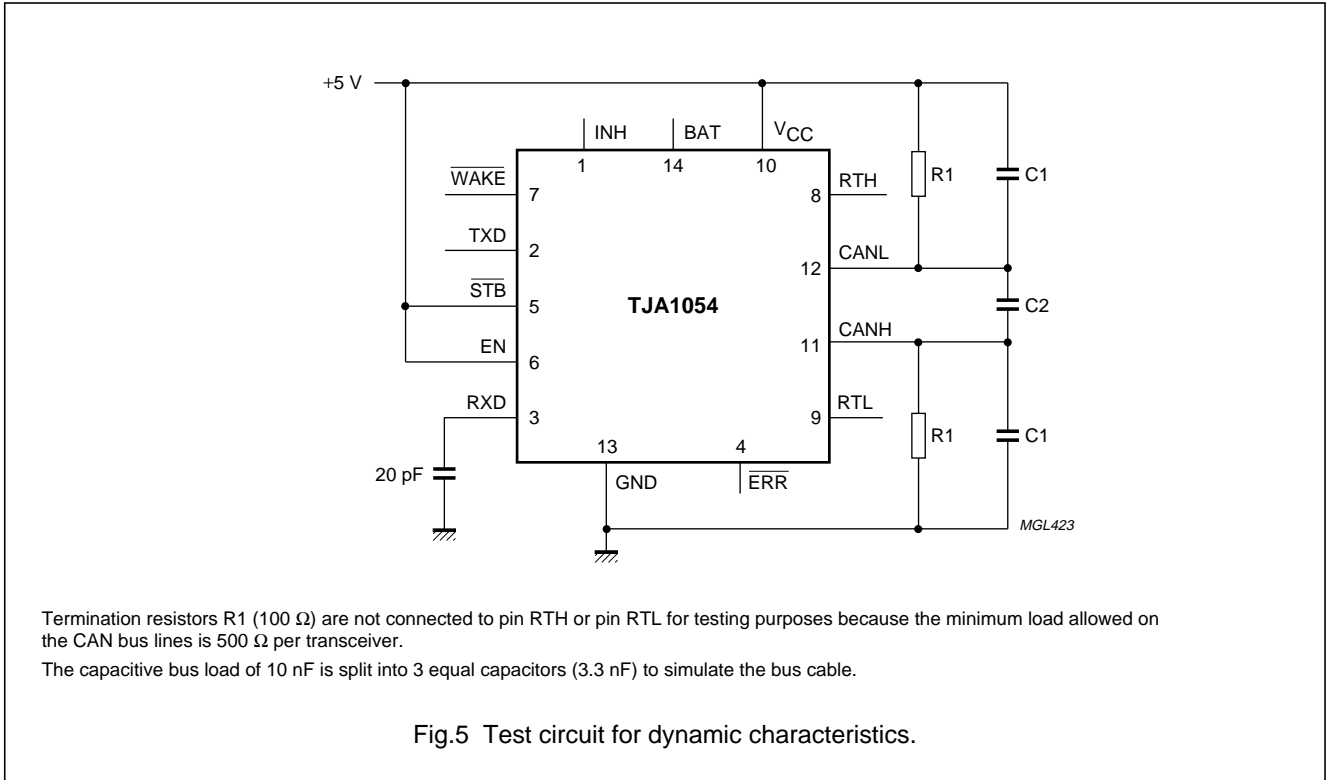 +5 V
INH
BAT
VCC
1
14
10
WAKE
7
8
RTH
R1
C1
TXD
2
12
CANL
STB
5
TJA1054
C2
EN
6
11
CANH
RXD
3
9
RTL
R1
C1
13
4
20 pF
GND
ERR
MGL423
Termination resistors R1 (100 Ω) are not connected to pin RTH or pin RTL for testing purposes because the minimum load allowed on
the CAN bus lines is 500 Ω per transceiver.
The capacitive bus load of 10 nF is split into 3 equal capacitors (3.3 nF) to simulate the bus cable.
Fig.5 Test circuit for dynamic characteristics.